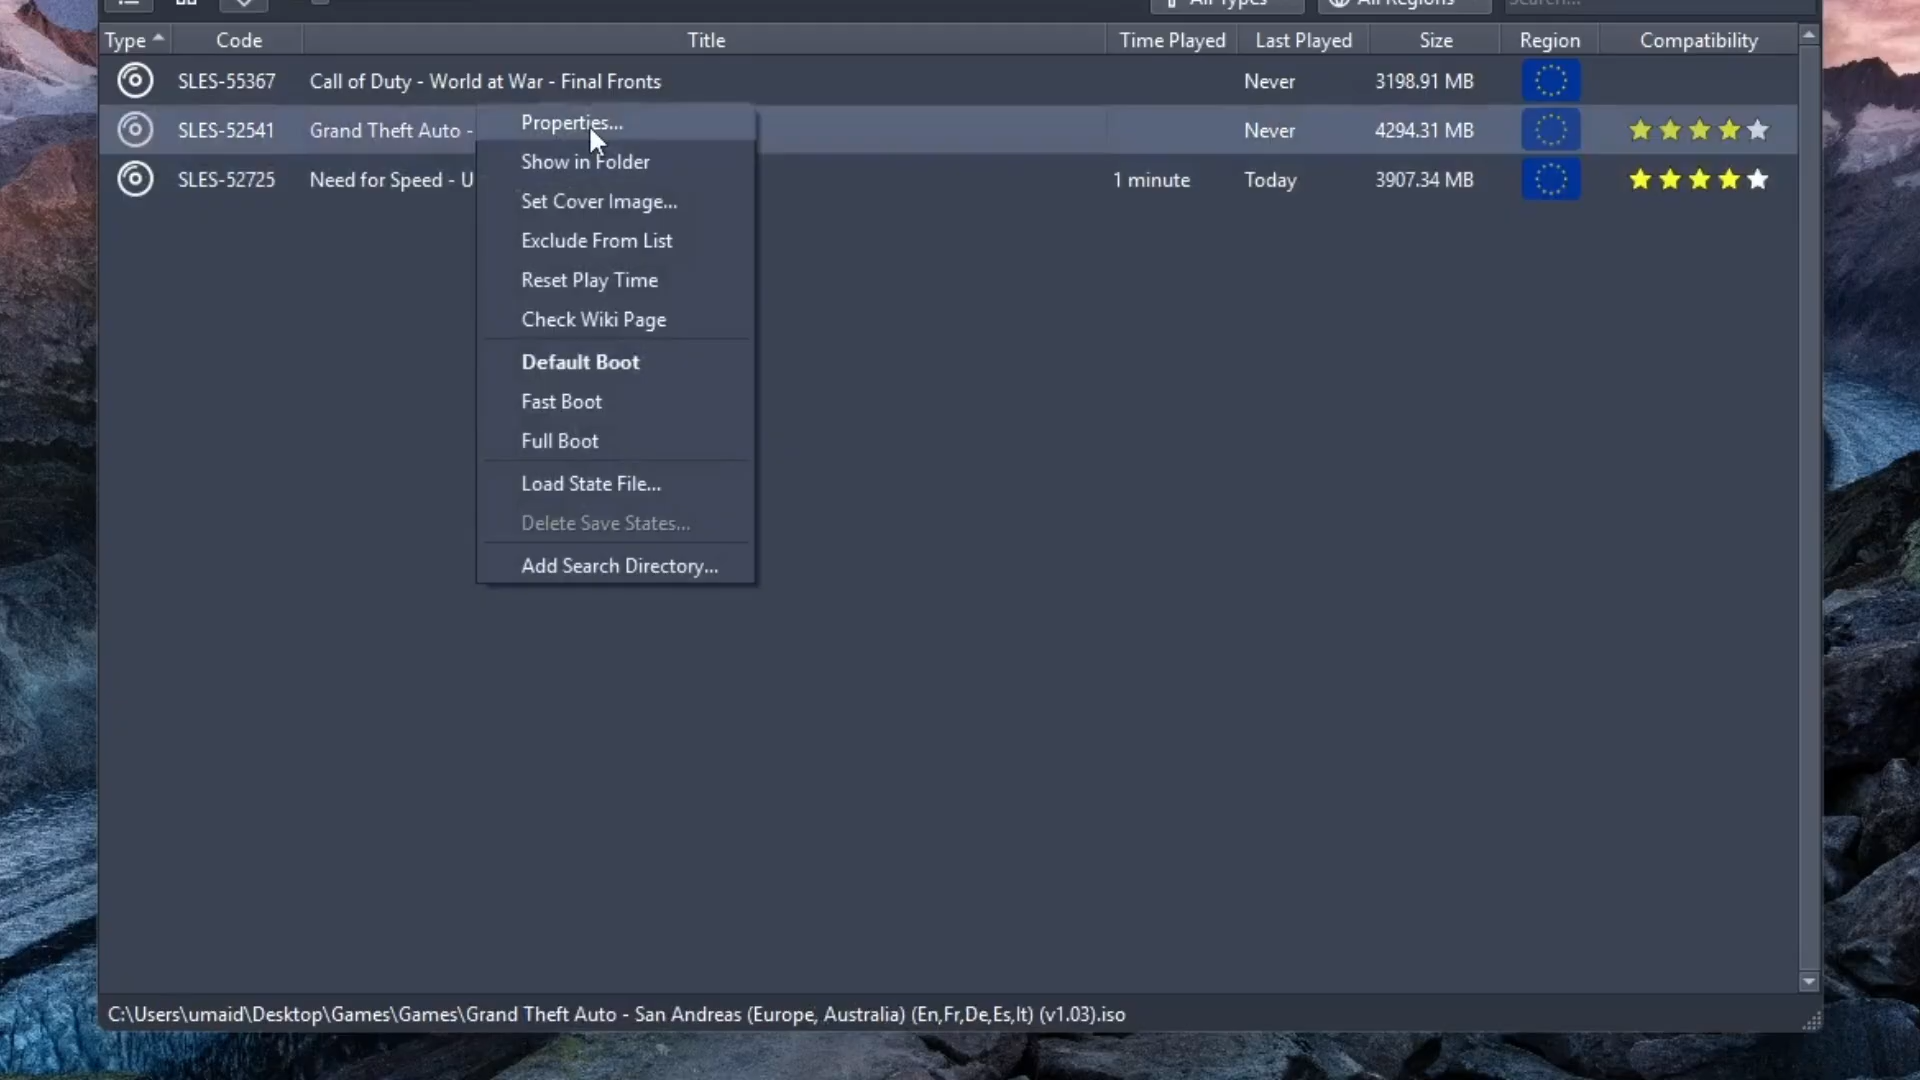 All Types All Regions Search...
Type Code Title Time Played Last Played Size Region Compatibility
SLES-55367 Call of Duty - World at War - Final Fronts Never 3198.91 MB
SLES-52541 Grand Theft Auto - Never 4294.31 MB
SLES-52725 Need for Speed - U 1 minute Today 3907.34 MB
Properties...
Show in Folder
Set Cover Image...
Exclude From List
Reset Play Time
Check Wiki Page
Default Boot
Fast Boot
Full Boot
Load State File...
Delete Save States...
Add Search Directory...
C:\Users\umaid\Desktop\Games\Games\Grand Theft Auto - San Andreas (Europe, Australia) (En,Fr,De,Es,It) (v1.03).iso